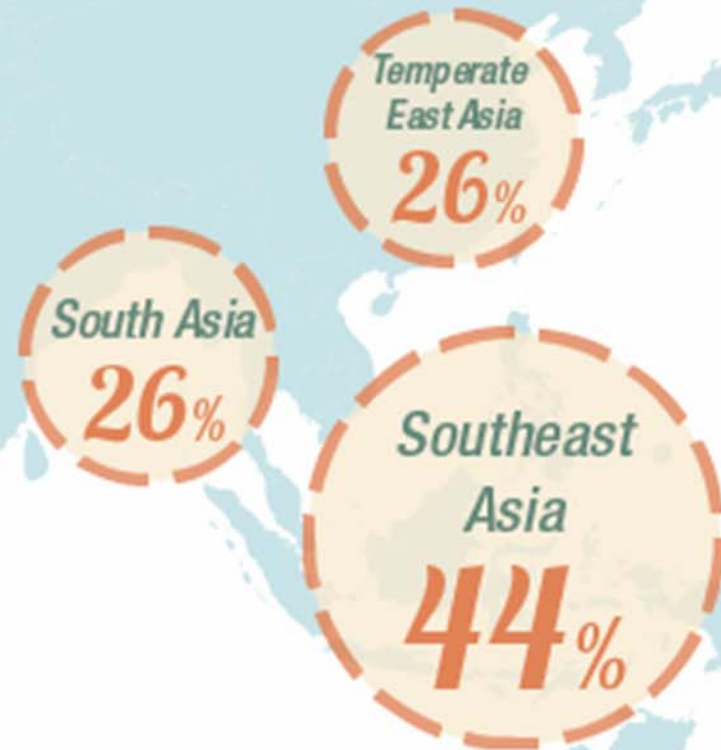 Temperate
East Asia
26%
South Asia
26%
Southeast
Asia
44%